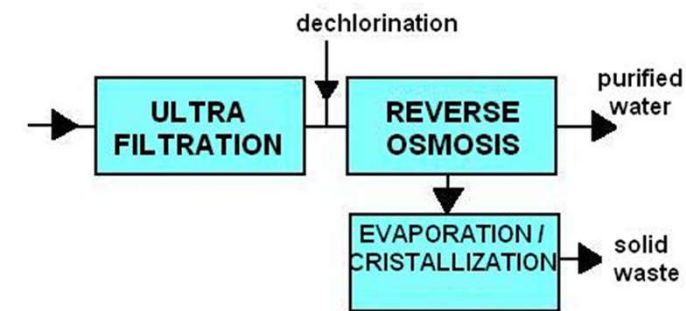 dechlorination
ULTRA
FILTRATION
REVERSE
OSMOSIS
purified
water
EVAPORATION /
CRISTALLIZATION
solid
waste